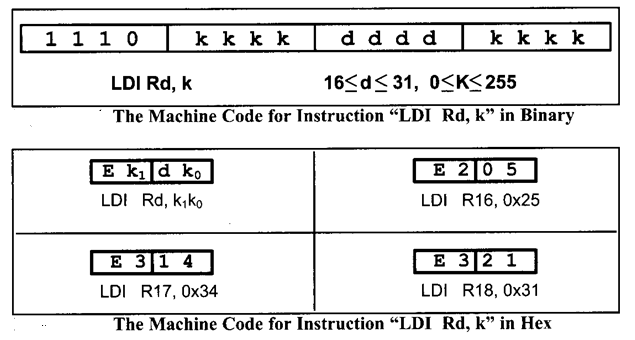 1 1 1 0 k k k k d d d d k k k k
LDI Rd, k 16≤d≤31, 0≤K≤255
The Machine Code for Instruction “LDI Rd, k” in Binary
E k₁ d k₀ E 2 0 5
LDI Rd, k₁k₀ LDI R16, 0x25
E 3 1 4 E 3 2 1
LDI R17, 0x34 LDI R18, 0x31
The Machine Code for Instruction “LDI Rd, k” in Hex